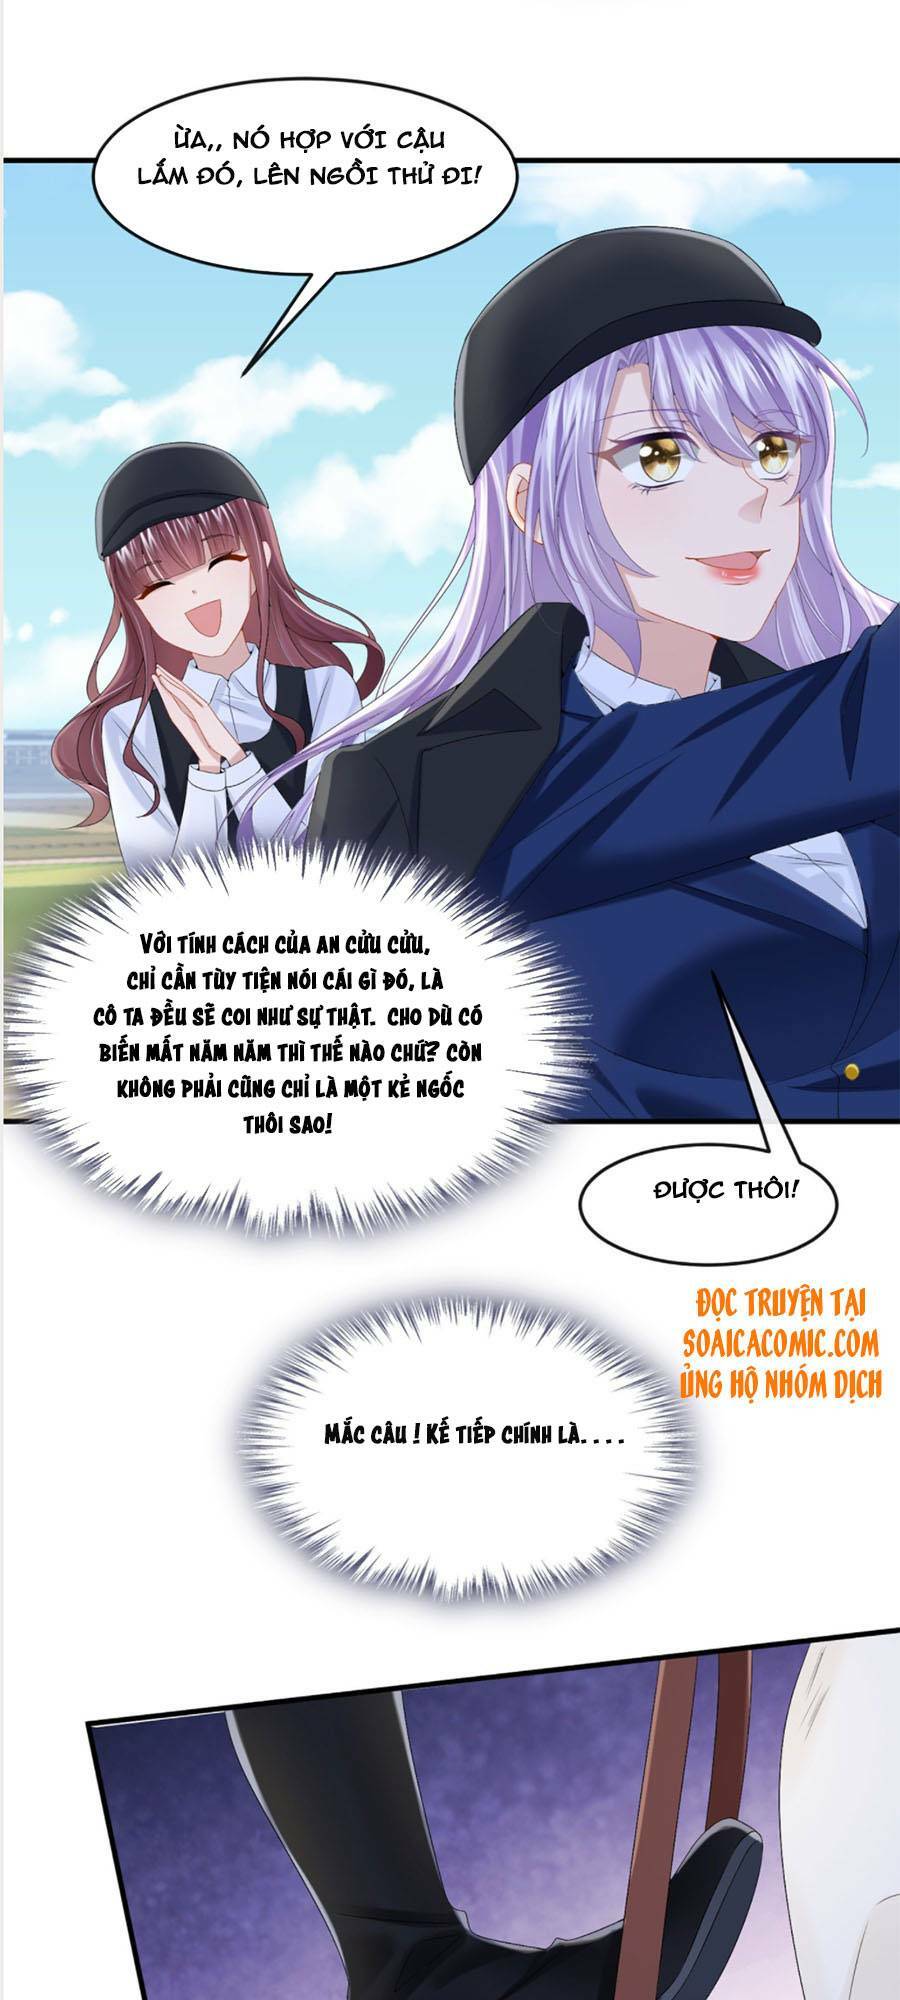 ỪA,, NÓ HỢP VỚI CẬU
LẮM ĐÓ, LÊN NGỒI THỬ ĐI!
VỚI TÍNH CÁCH CỦA AN CỬU CỬU,
CHỈ CẦN TÙY TIỆN NÓI CÁI GÌ ĐÓ, LÀ
CÔ TA ĐỀU SẼ COI NHƯ SỰ THẬT. CHO DÙ CÓ
BIẾN MẤT NĂM NĂM THÌ THẾ NÀO CHỨ? CÒN
KHÔNG PHẢI CŨNG CHỈ LÀ MỘT KẺ NGỐC
THÔI SAO!
ĐƯỢC THÔI!
ĐỌC TRUYỆN TẠI
SOAICACOMIC.COM
ỦNG HỘ NHÓM DỊCH
MẮC CÂU ! KẾ TIẾP CHÍNH LÀ. . . .